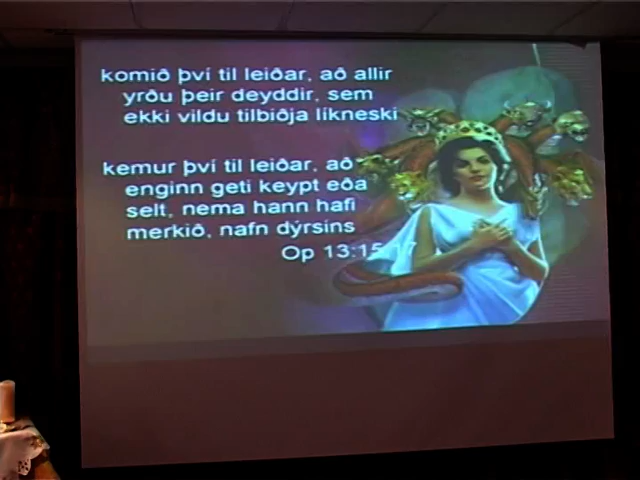 komið því til leiðar, að allir
yrðu þeir deyddir, sem
ekki vildu tilbiðja líkneski
kemur því til leiðar, að
enginn geti keypt eða
selt, nema hann hafi
merkið, nafn dýrsins
Op 13:15,17